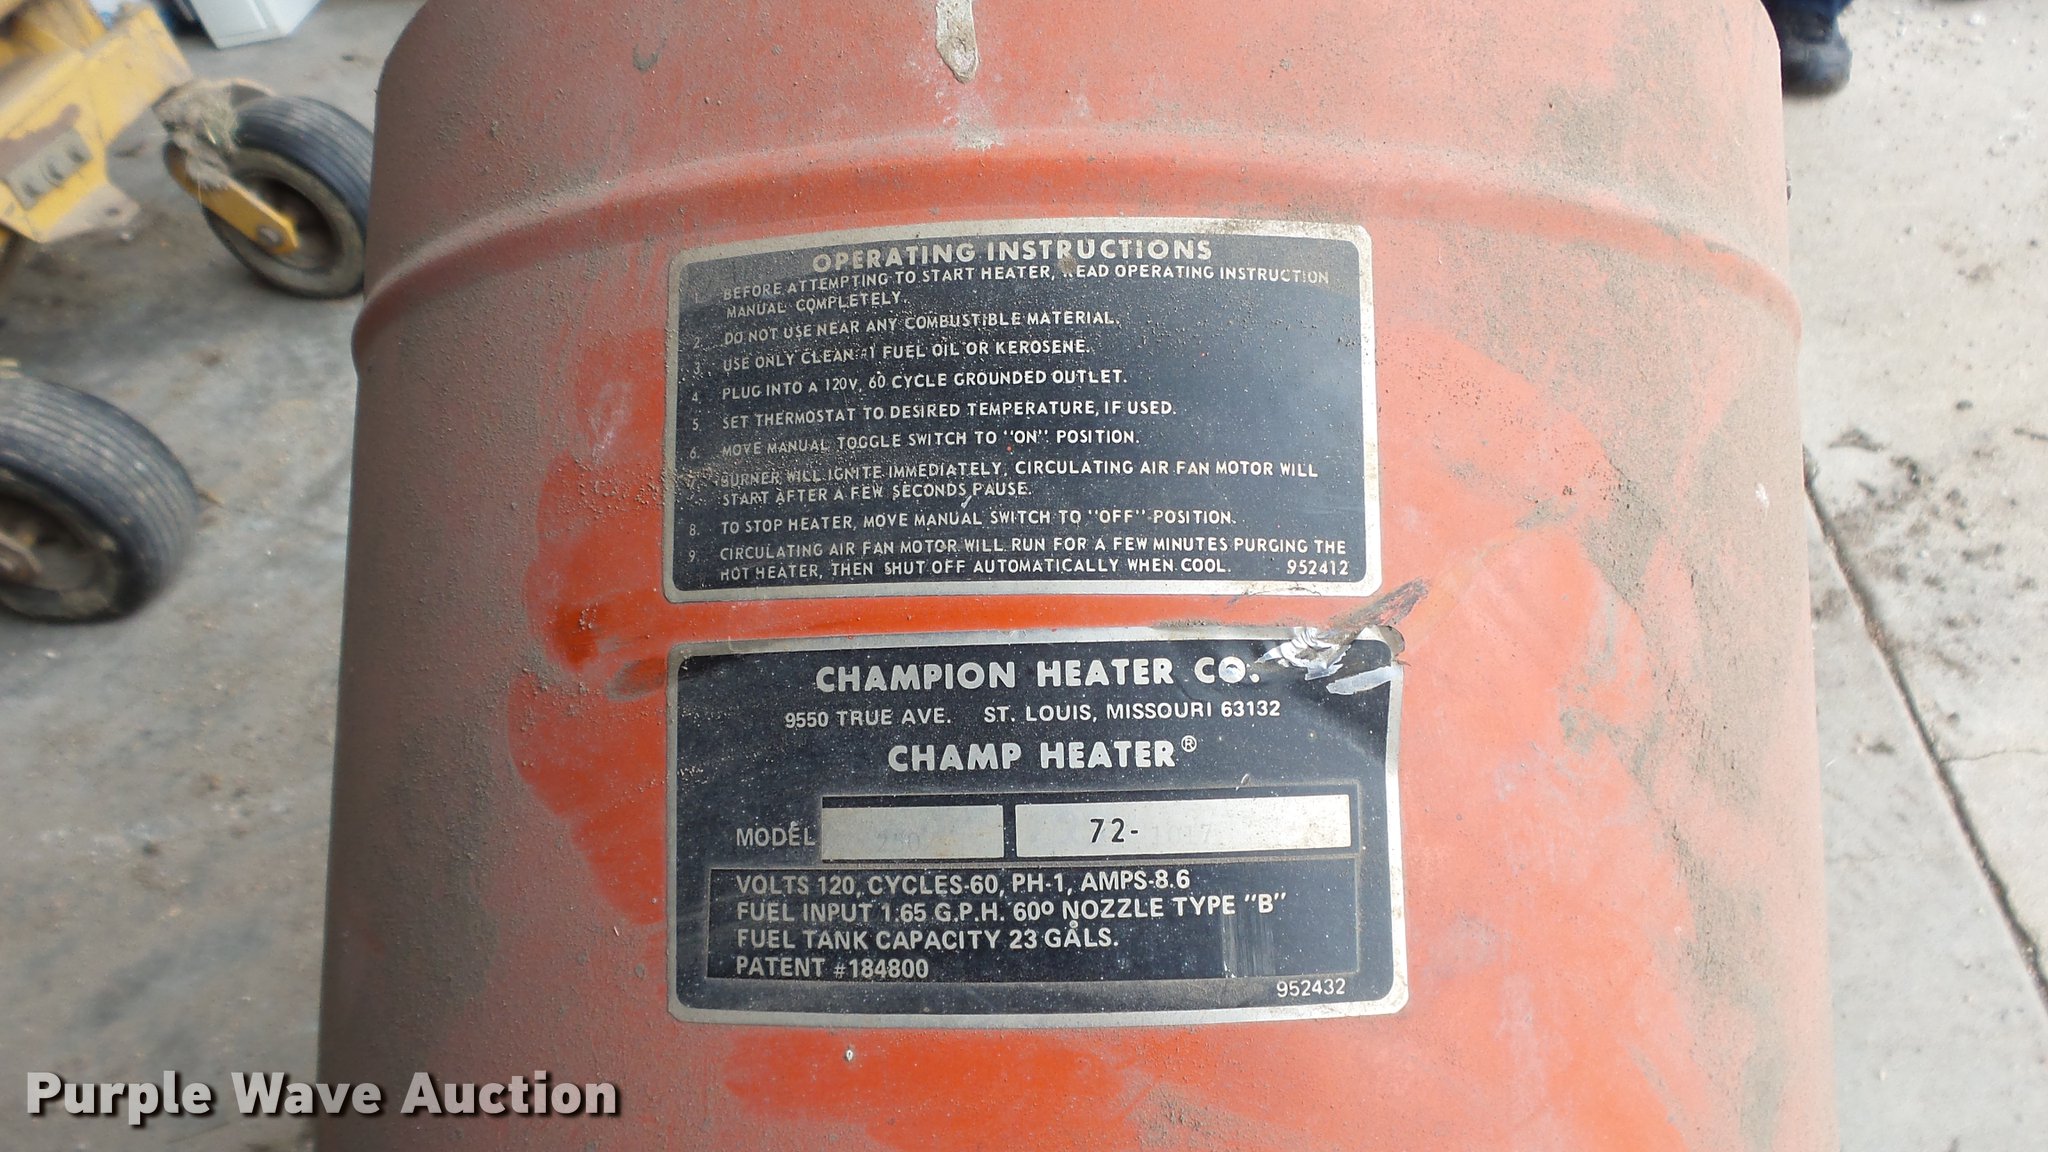 OPERATING INSTRUCTIONS
1. BEFORE ATTEMPTING TO START HEATER, READ OPERATING INSTRUCTION
MANUAL COMPLETELY.
2. DO NOT USE NEAR ANY COMBUSTIBLE MATERIAL.
3. USE ONLY CLEAN #1 FUEL OIL OR KEROSENE.
4. PLUG INTO A 120V, 60 CYCLE GROUNDED OUTLET.
5. SET THERMOSTAT TO DESIRED TEMPERATURE, IF USED.
6. MOVE MANUAL TOGGLE SWITCH TO "ON" POSITION.
7. BURNER WILL IGNITE IMMEDIATELY, CIRCULATING AIR FAN MOTOR WILL
START AFTER A FEW SECONDS PAUSE.
8. TO STOP HEATER, MOVE MANUAL SWITCH TO "OFF" POSITION.
9. CIRCULATING AIR FAN MOTOR WILL RUN FOR A FEW MINUTES PURGING THE
HOT HEATER, THEN SHUT OFF AUTOMATICALLY WHEN COOL. 952412
CHAMPION HEATER CO.
9550 TRUE AVE. ST. LOUIS, MISSOURI 63132
CHAMP HEATER®
MODEL 72-
VOLTS 120, CYCLES-60, PH-1, AMPS-8.6
FUEL INPUT 1.65 G.P.H. 60º NOZZLE TYPE "B"
FUEL TANK CAPACITY 23 GALS.
PATENT #184800
952432
Purple Wave Auction